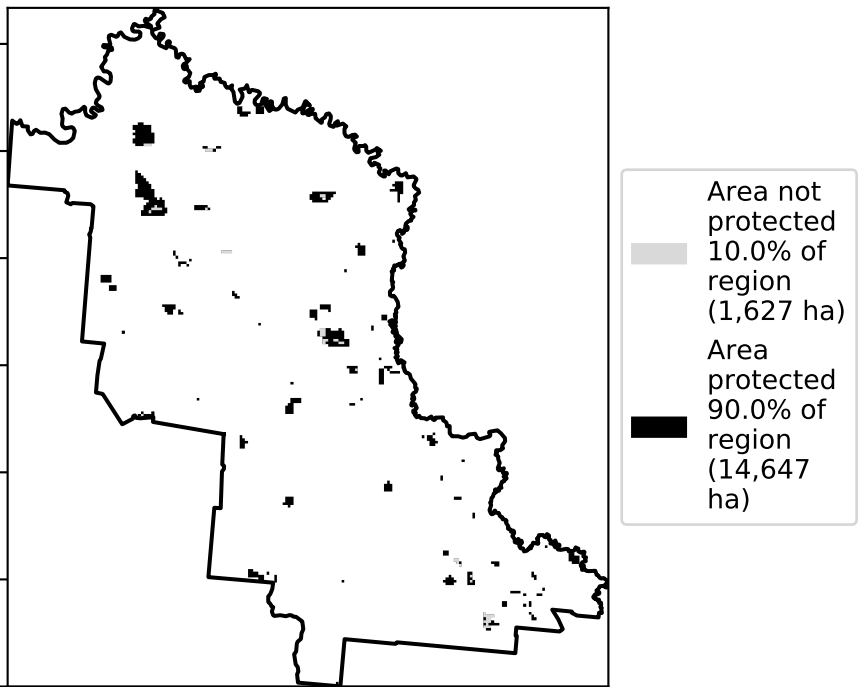 Area not
protected
10.0% of
region
(1,627 ha)
Area
protected
90.0% of
region
(14,647
ha)